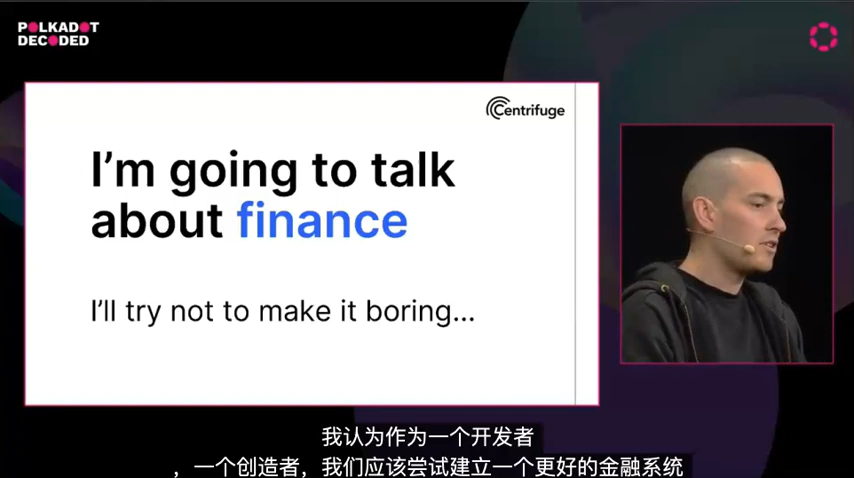 POLKADOT
DECODED
Centrifuge
I'm going to talk
about finance
I'll try not to make it boring...
我认为作为一个开发者
，一个创造者，我们应该尝试建立一个更好的金融系统